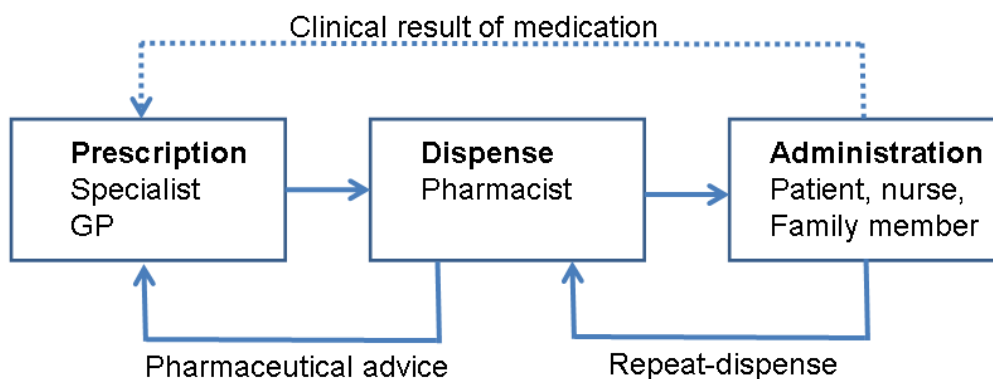 Clinical result of medication
Prescription
Specialist
GP
Dispense
Pharmacist
Administration
Patient, nurse,
Family member
Pharmaceutical advice
Repeat-dispense